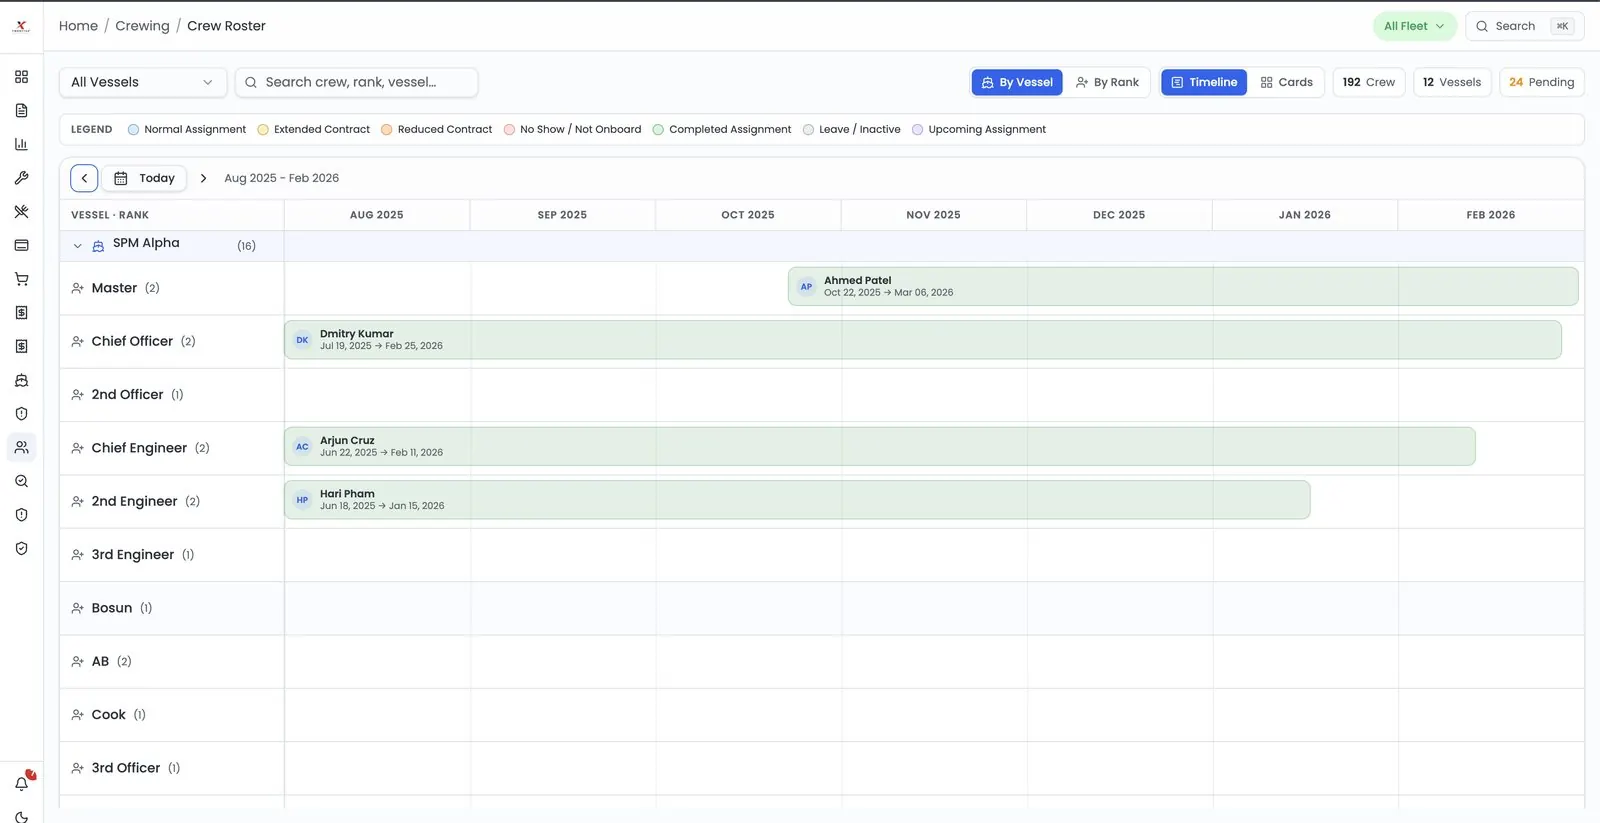 Home / Crewing / Crew Roster
All Fleet
Search ⌘K
All Vessels
Search crew, rank, vessel...
By Vessel
By Rank
Timeline
Cards
192 Crew
12 Vessels
24 Pending
LEGEND Normal Assignment Extended Contract Reduced Contract No Show / Not Onboard Completed Assignment Leave / Inactive Upcoming Assignment
Today
Aug 2025 - Feb 2026
VESSEL · RANK AUG 2025 SEP 2025 OCT 2025 NOV 2025 DEC 2025 JAN 2026 FEB 2026
SPM Alpha (16)
Master (2)
AP
Ahmed Patel
Oct 22, 2025 → Mar 06, 2026
Chief Officer (2)
DK
Dmitry Kumar
Jul 19, 2025 → Feb 25, 2026
2nd Officer (1)
Chief Engineer (2)
AC
Arjun Cruz
Jun 22, 2025 → Feb 11, 2026
2nd Engineer (2)
HP
Hari Pham
Jun 18, 2025 → Jan 15, 2026
3rd Engineer (1)
Bosun (1)
AB (2)
Cook (1)
3rd Officer (1)